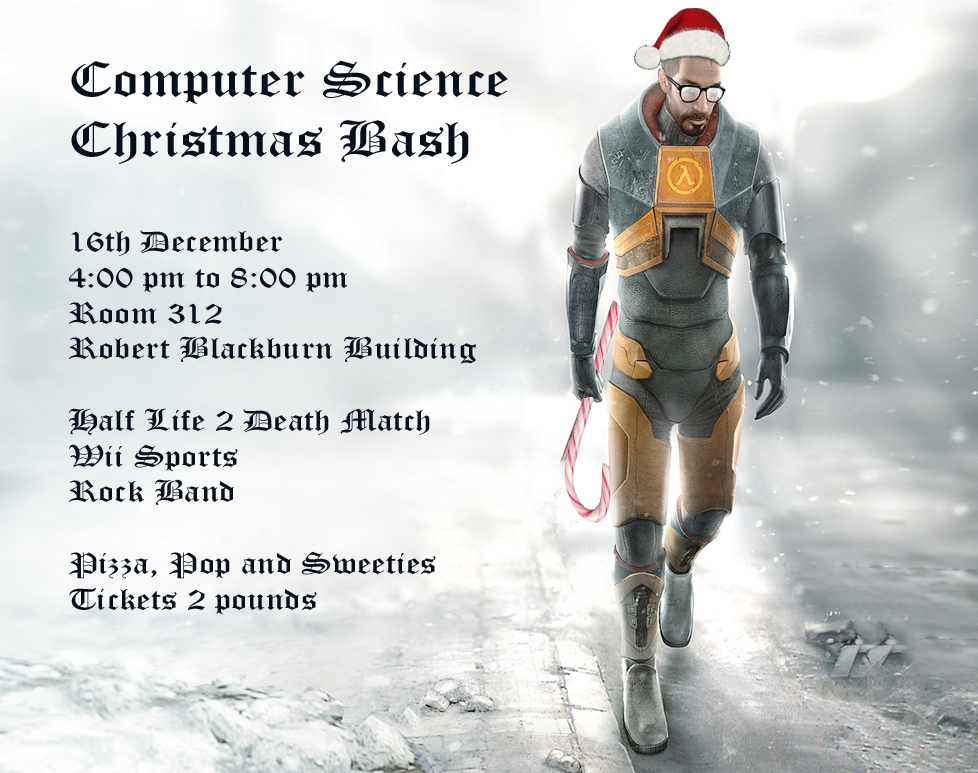 Computer Science
Christmas Bash
16th December
4:00 pm to 8:00 pm
Room 312
Robert Blackburn Building
Half Life 2 Death Match
Wii Sports
Rock Band
Pizza, Pop and Sweeties
Tickets 2 pounds
λ